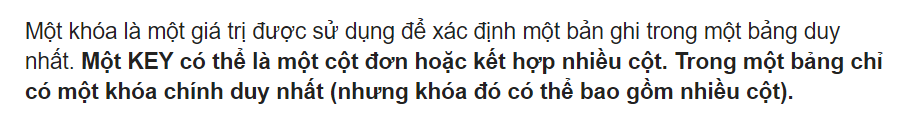 Một khóa là một giá trị được sử dụng để xác định một bản ghi trong một bảng duy
nhất. Một KEY có thể là một cột đơn hoặc kết hợp nhiều cột. Trong một bảng chỉ
có một khóa chính duy nhất (nhưng khóa đó có thể bao gồm nhiều cột).